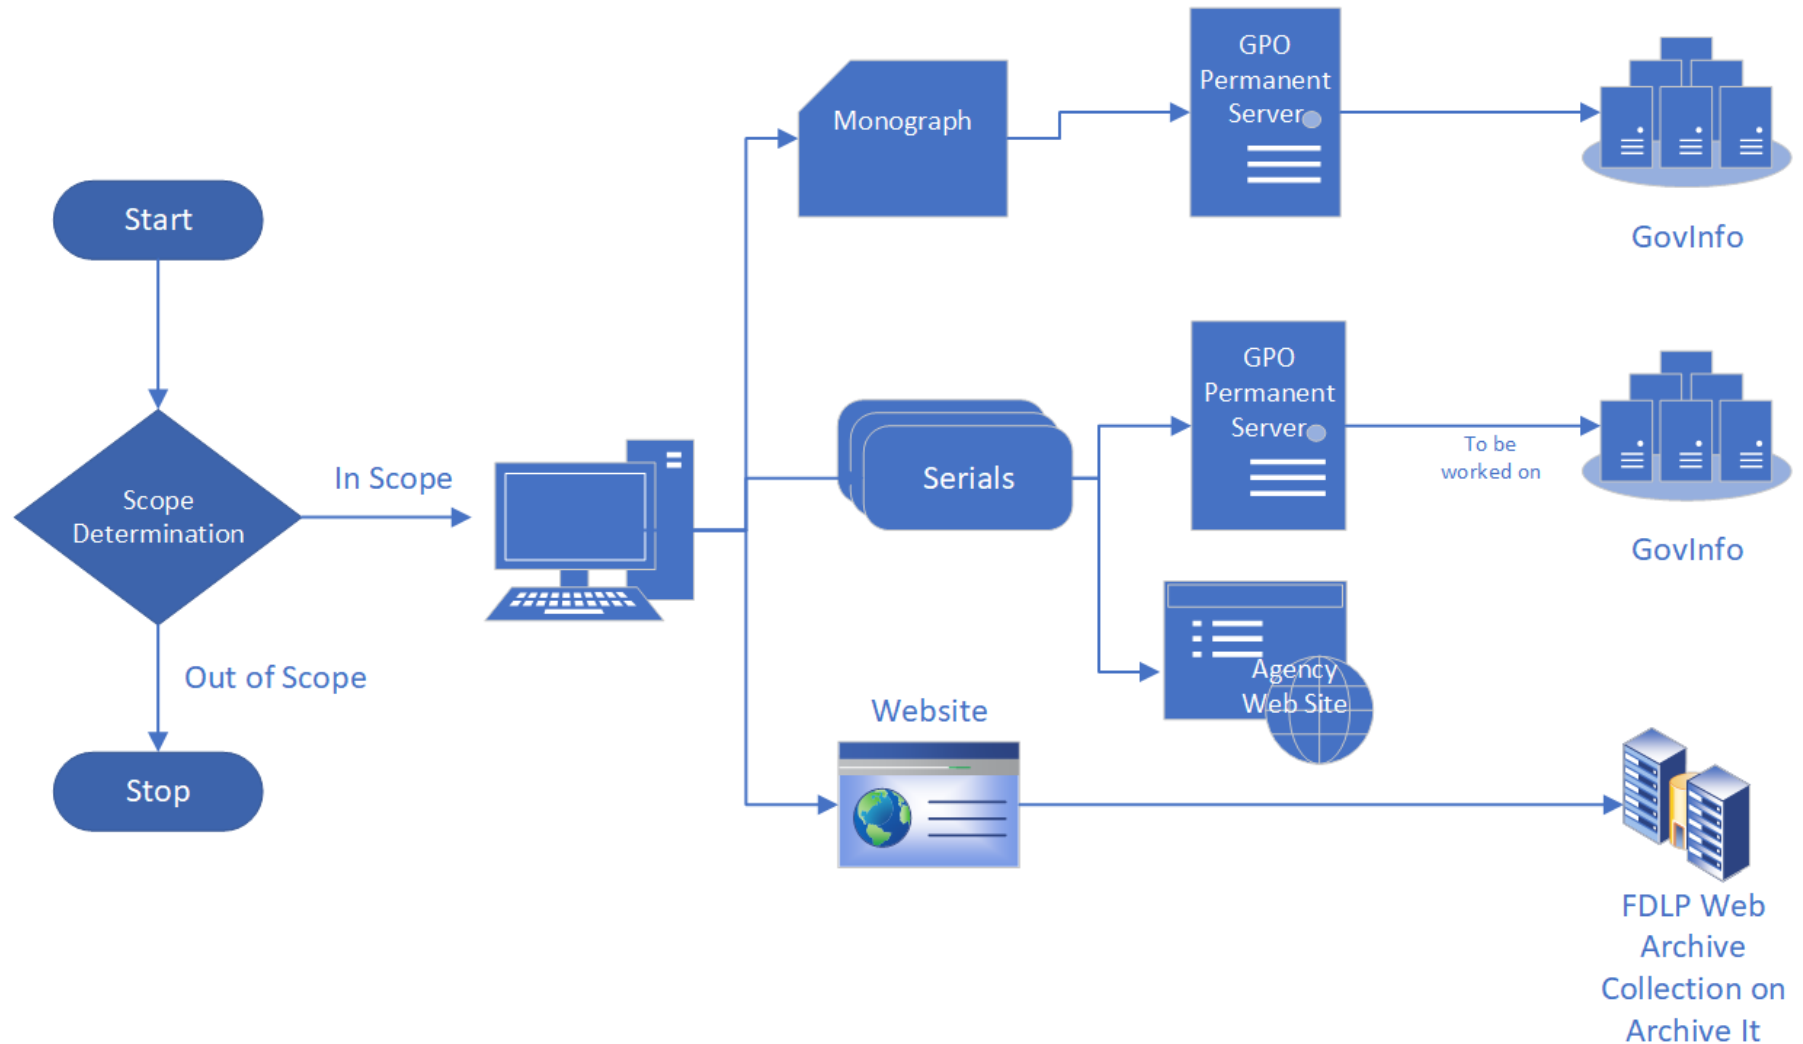 Start
Scope
Determination
In Scope
Out of Scope
Stop
Monograph
GPO
Permanent
Server
GovInfo
Serials
GPO
Permanent
Server
To be
worked on
GovInfo
Agency
Web Site
Website
FDLP Web
Archive
Collection on
Archive It